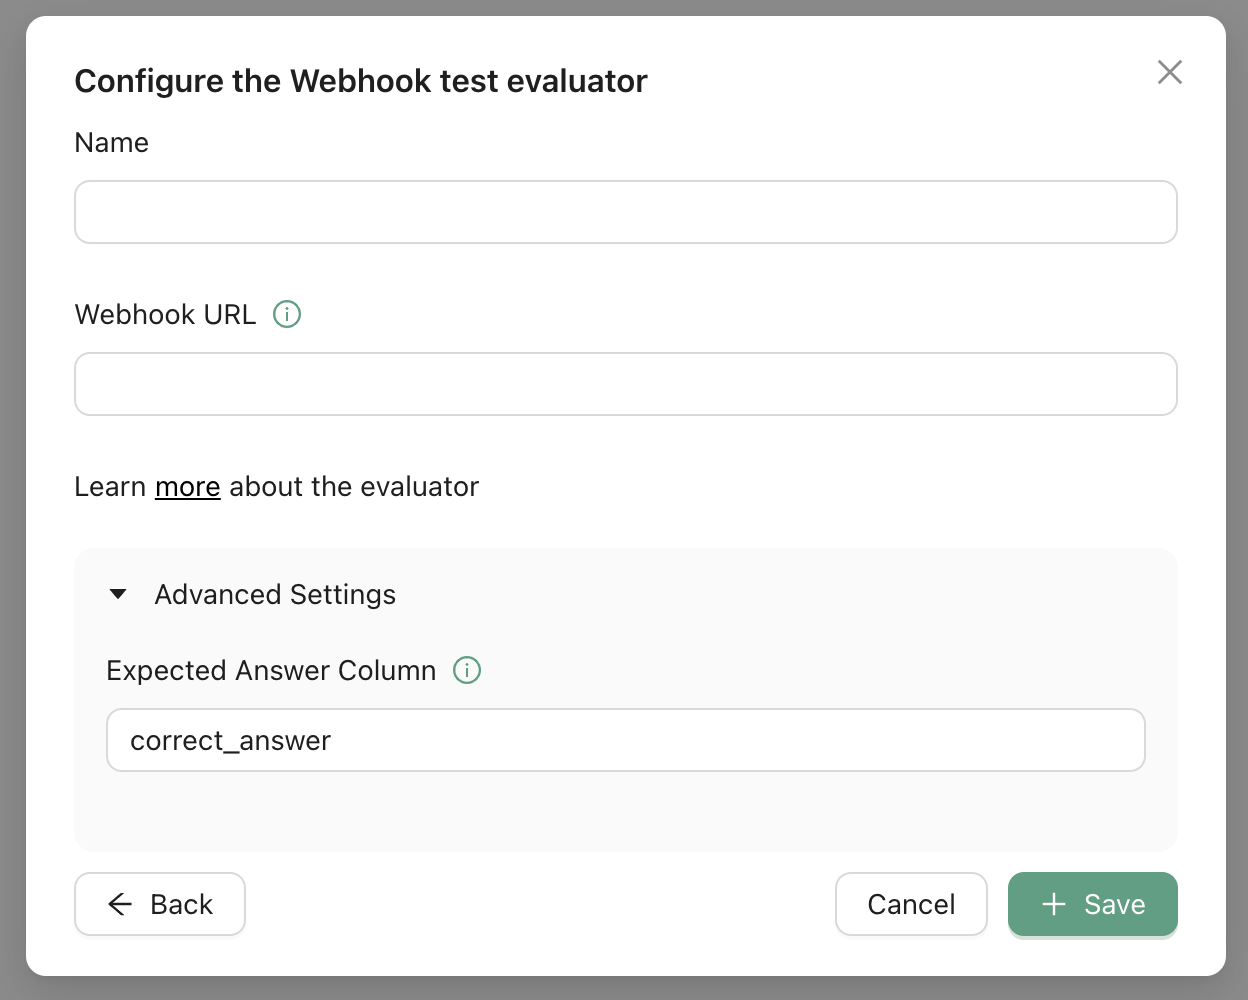 Configure the Webhook test evaluator
Name
Webhook URL
Learn more about the evaluator
Advanced Settings
Expected Answer Column
correct_answer
Back
Cancel
Save